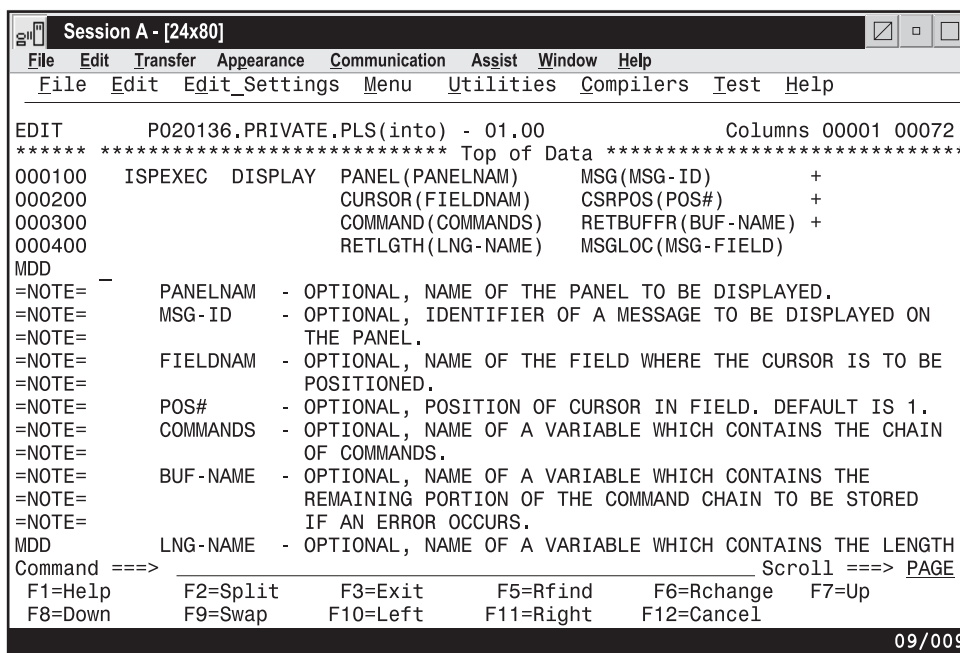 Session A - [24x80]
File Edit Transfer Appearance Communication Assist Window Help
File Edit Edit_Settings Menu Utilities Compilers Test Help
EDIT P020136.PRIVATE.PLS(into) - 01.00 Columns 00001 00072
****** ***************************** Top of Data ******************************
000100 ISPEXEC DISPLAY PANEL(PANELNAM) MSG(MSG-ID) +
000200 CURSOR(FIELDNAM) CSRPOS(POS#) +
000300 COMMAND(COMMANDS) RETBUFFR(BUF-NAME) +
000400 RETLGTH(LNG-NAME) MSGLOC(MSG-FIELD)
MDD _
=NOTE= PANELNAM - OPTIONAL, NAME OF THE PANEL TO BE DISPLAYED.
=NOTE= MSG-ID - OPTIONAL, IDENTIFIER OF A MESSAGE TO BE DISPLAYED ON
=NOTE= THE PANEL.
=NOTE= FIELDNAM - OPTIONAL, NAME OF THE FIELD WHERE THE CURSOR IS TO BE
=NOTE= POSITIONED.
=NOTE= POS# - OPTIONAL, POSITION OF CURSOR IN FIELD. DEFAULT IS 1.
=NOTE= COMMANDS - OPTIONAL, NAME OF A VARIABLE WHICH CONTAINS THE CHAIN
=NOTE= OF COMMANDS.
=NOTE= BUF-NAME - OPTIONAL, NAME OF A VARIABLE WHICH CONTAINS THE
=NOTE= REMAINING PORTION OF THE COMMAND CHAIN TO BE STORED
=NOTE= IF AN ERROR OCCURS.
MDD LNG-NAME - OPTIONAL, NAME OF A VARIABLE WHICH CONTAINS THE LENGTH
Command ===> Scroll ===> PAGE
F1=Help F2=Split F3=Exit F5=Rfind F6=Rchange F7=Up
F8=Down F9=Swap F10=Left F11=Right F12=Cancel
09/009